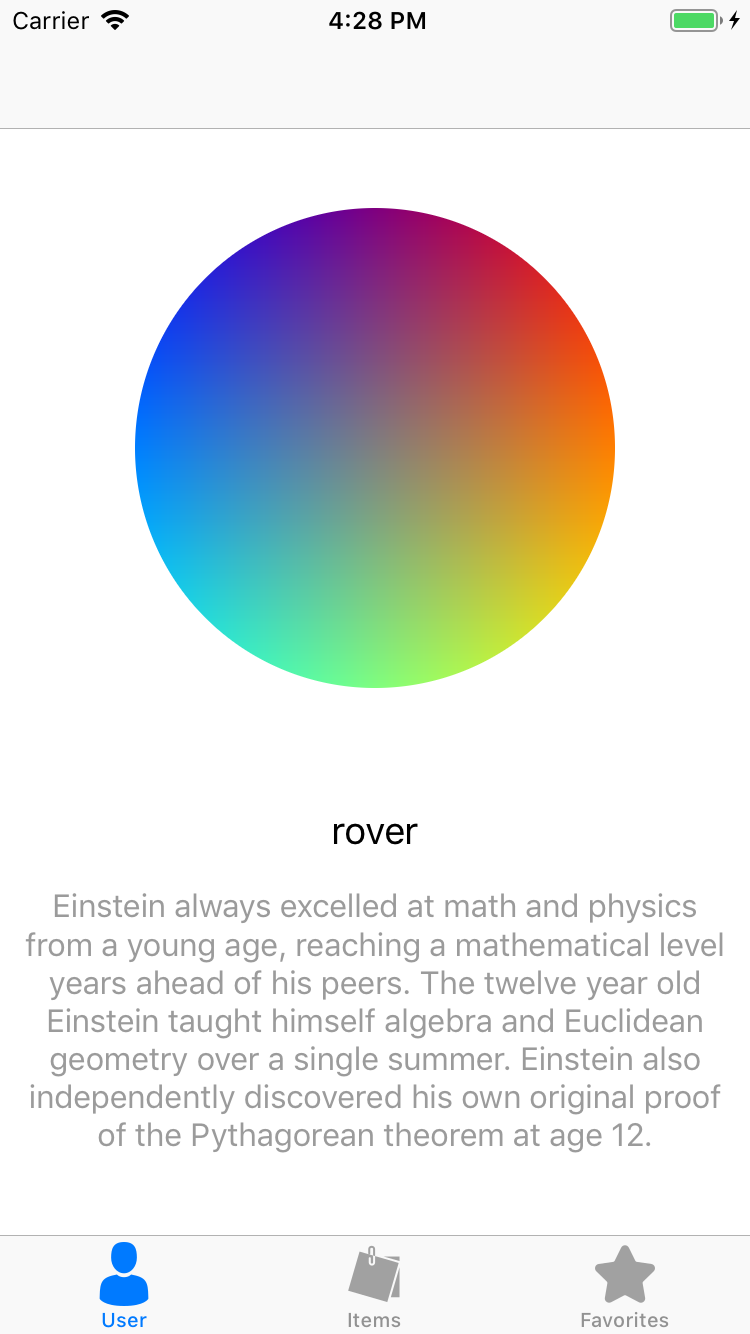 Carrier 4:28 PM
rover
Einstein always excelled at math and physics
from a young age, reaching a mathematical level
years ahead of his peers. The twelve year old
Einstein taught himself algebra and Euclidean
geometry over a single summer. Einstein also
independently discovered his own original proof
of the Pythagorean theorem at age 12.
User Items Favorites